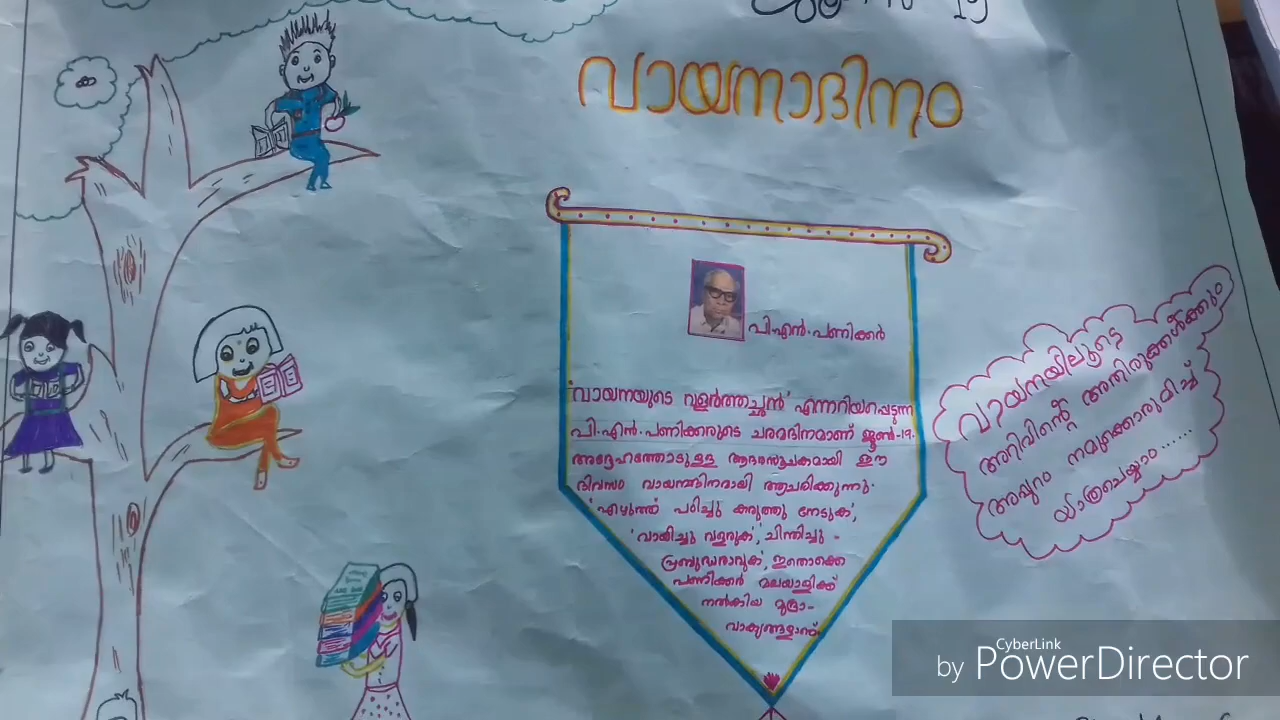 19
വായനാദിനം
പി.എൻ.പണിക്കർ
'വായനയുടെ വളർത്തച്ഛൻ' എന്നറിയപ്പെടുന്ന
പി.എൻ.പണിക്കരുടെ ചരമദിനമാണ് ജൂൺ-19.
അദ്ദേഹത്തോടുള്ള ആദരസൂചകമായി ഈ
ദിവസം വായനാദിനമായി ആചരിക്കുന്നു.
'എഴുത്ത് പഠിച്ചു കരുത്തു നേടുക',
'വായിച്ചു വളരുക', ചിന്തിച്ചു -
പ്രബുദ്ധരാവുക', ഇതൊക്കെ
പണിക്കർ മലയാളിക്ക്
നൽകിയ മുദ്രാ-
വാക്യങ്ങളാണ്.
വായനയിലൂടെ
അറിവിന്റെ അതിരുകൾക്കും
അപ്പുറം നമുക്കൊരുമിച്ച്
യാത്രചെയ്യാം......
CyberLink
by PowerDirector